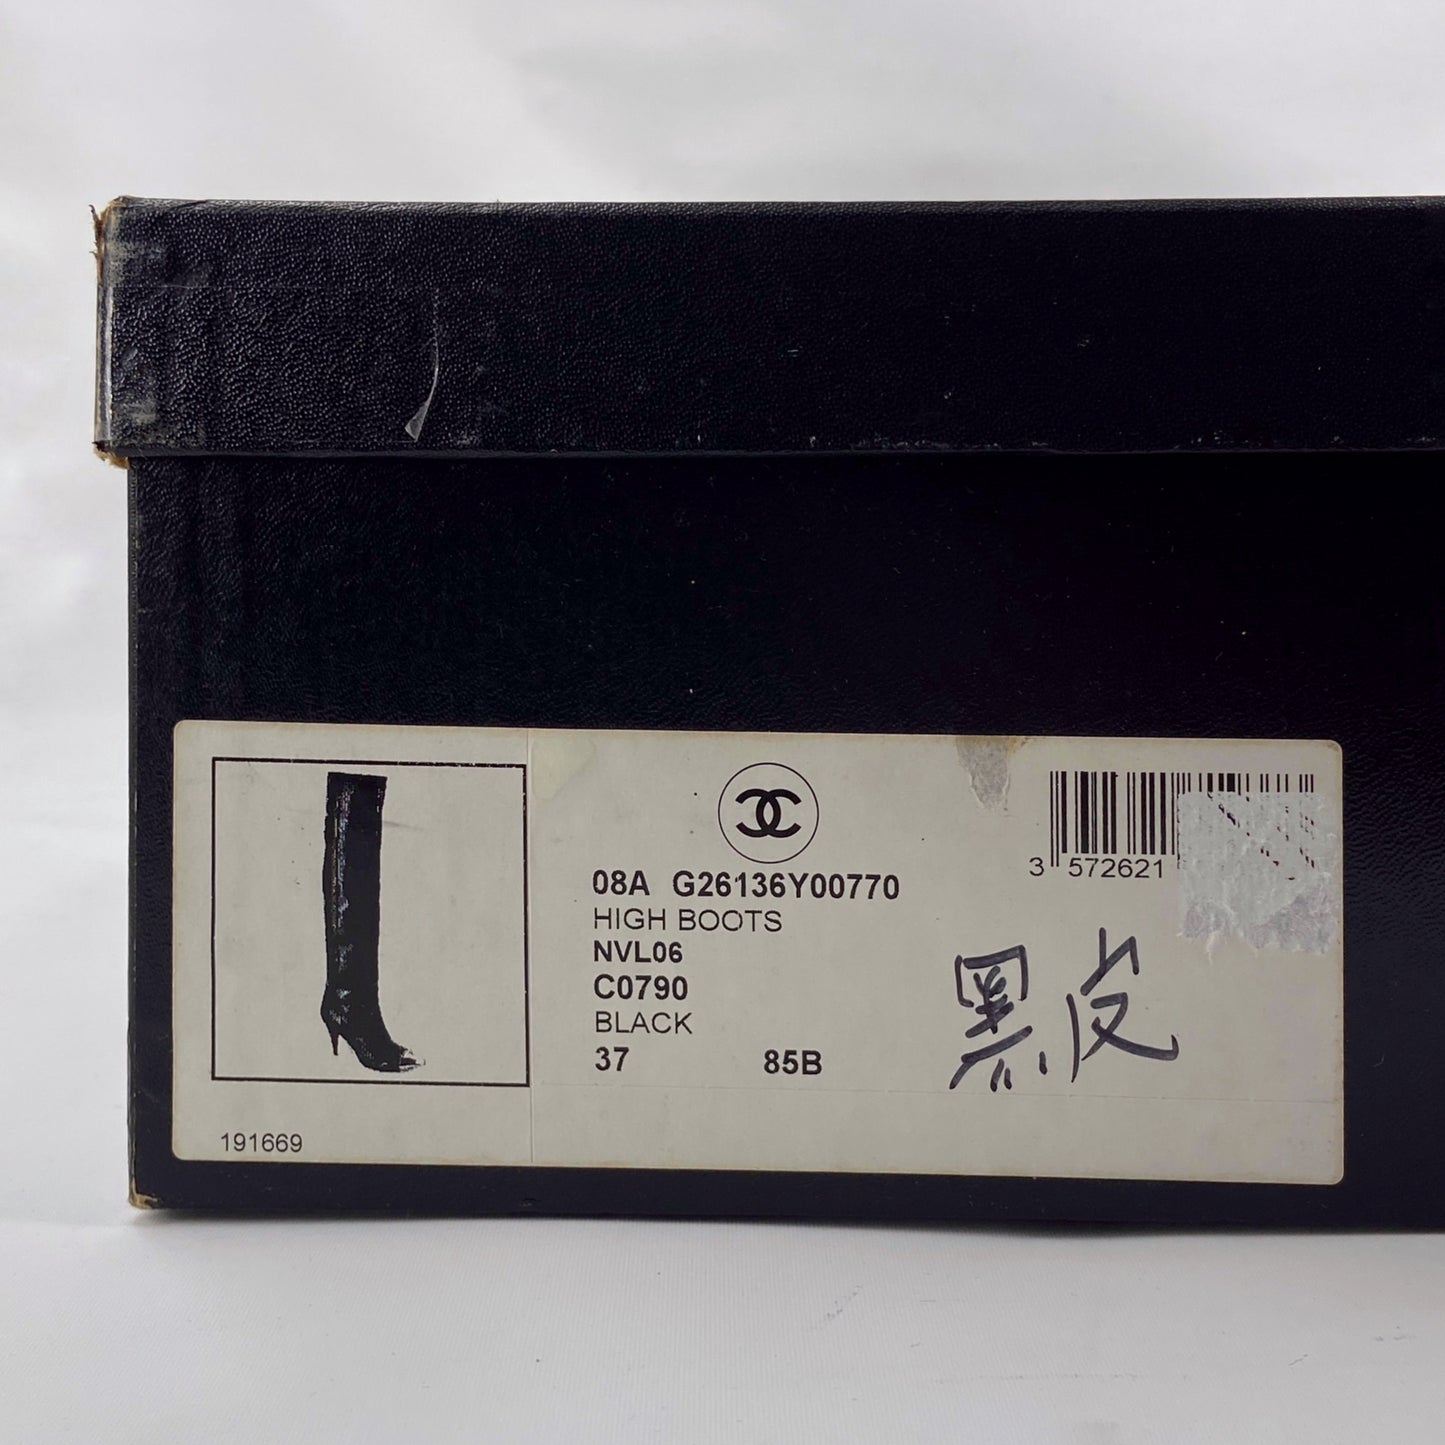 3 572621
08A G26136Y00770
HIGH BOOTS
NVL06
C0790
BLACK
37 85B
黑皮
191669